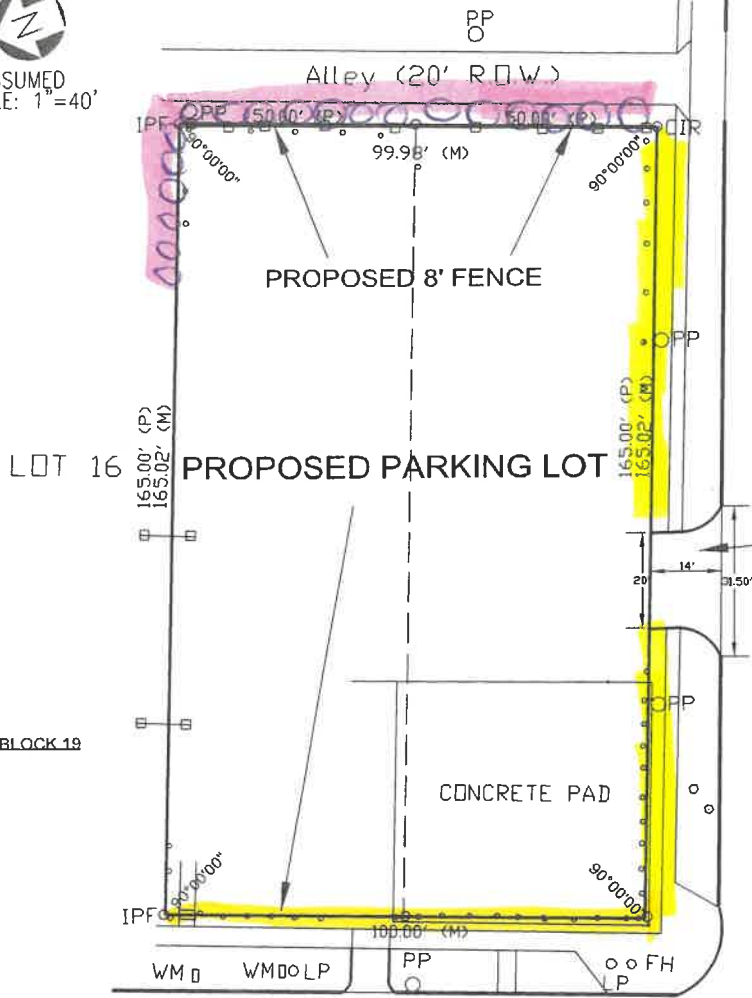 PP
N
SUMED
E: 1"=40'
Alley (20' R.O.W.)
IPF
PP
50.00' (P)
50.00' (P)
CIR
90°00'00"
99.98' (M)
90°00'00"
PROPOSED 8' FENCE
PP
165.00' (P)
165.02' (M)
165.00' (P)
165.02' (M)
LOT 16
PROPOSED PARKING LOT
20'
14'
31.50'
PP
BLOCK 19
CONCRETE PAD
90°00'00"
90°00'00"
IPF
100.00' (M)
WM
WM
LP
PP
FH
LP